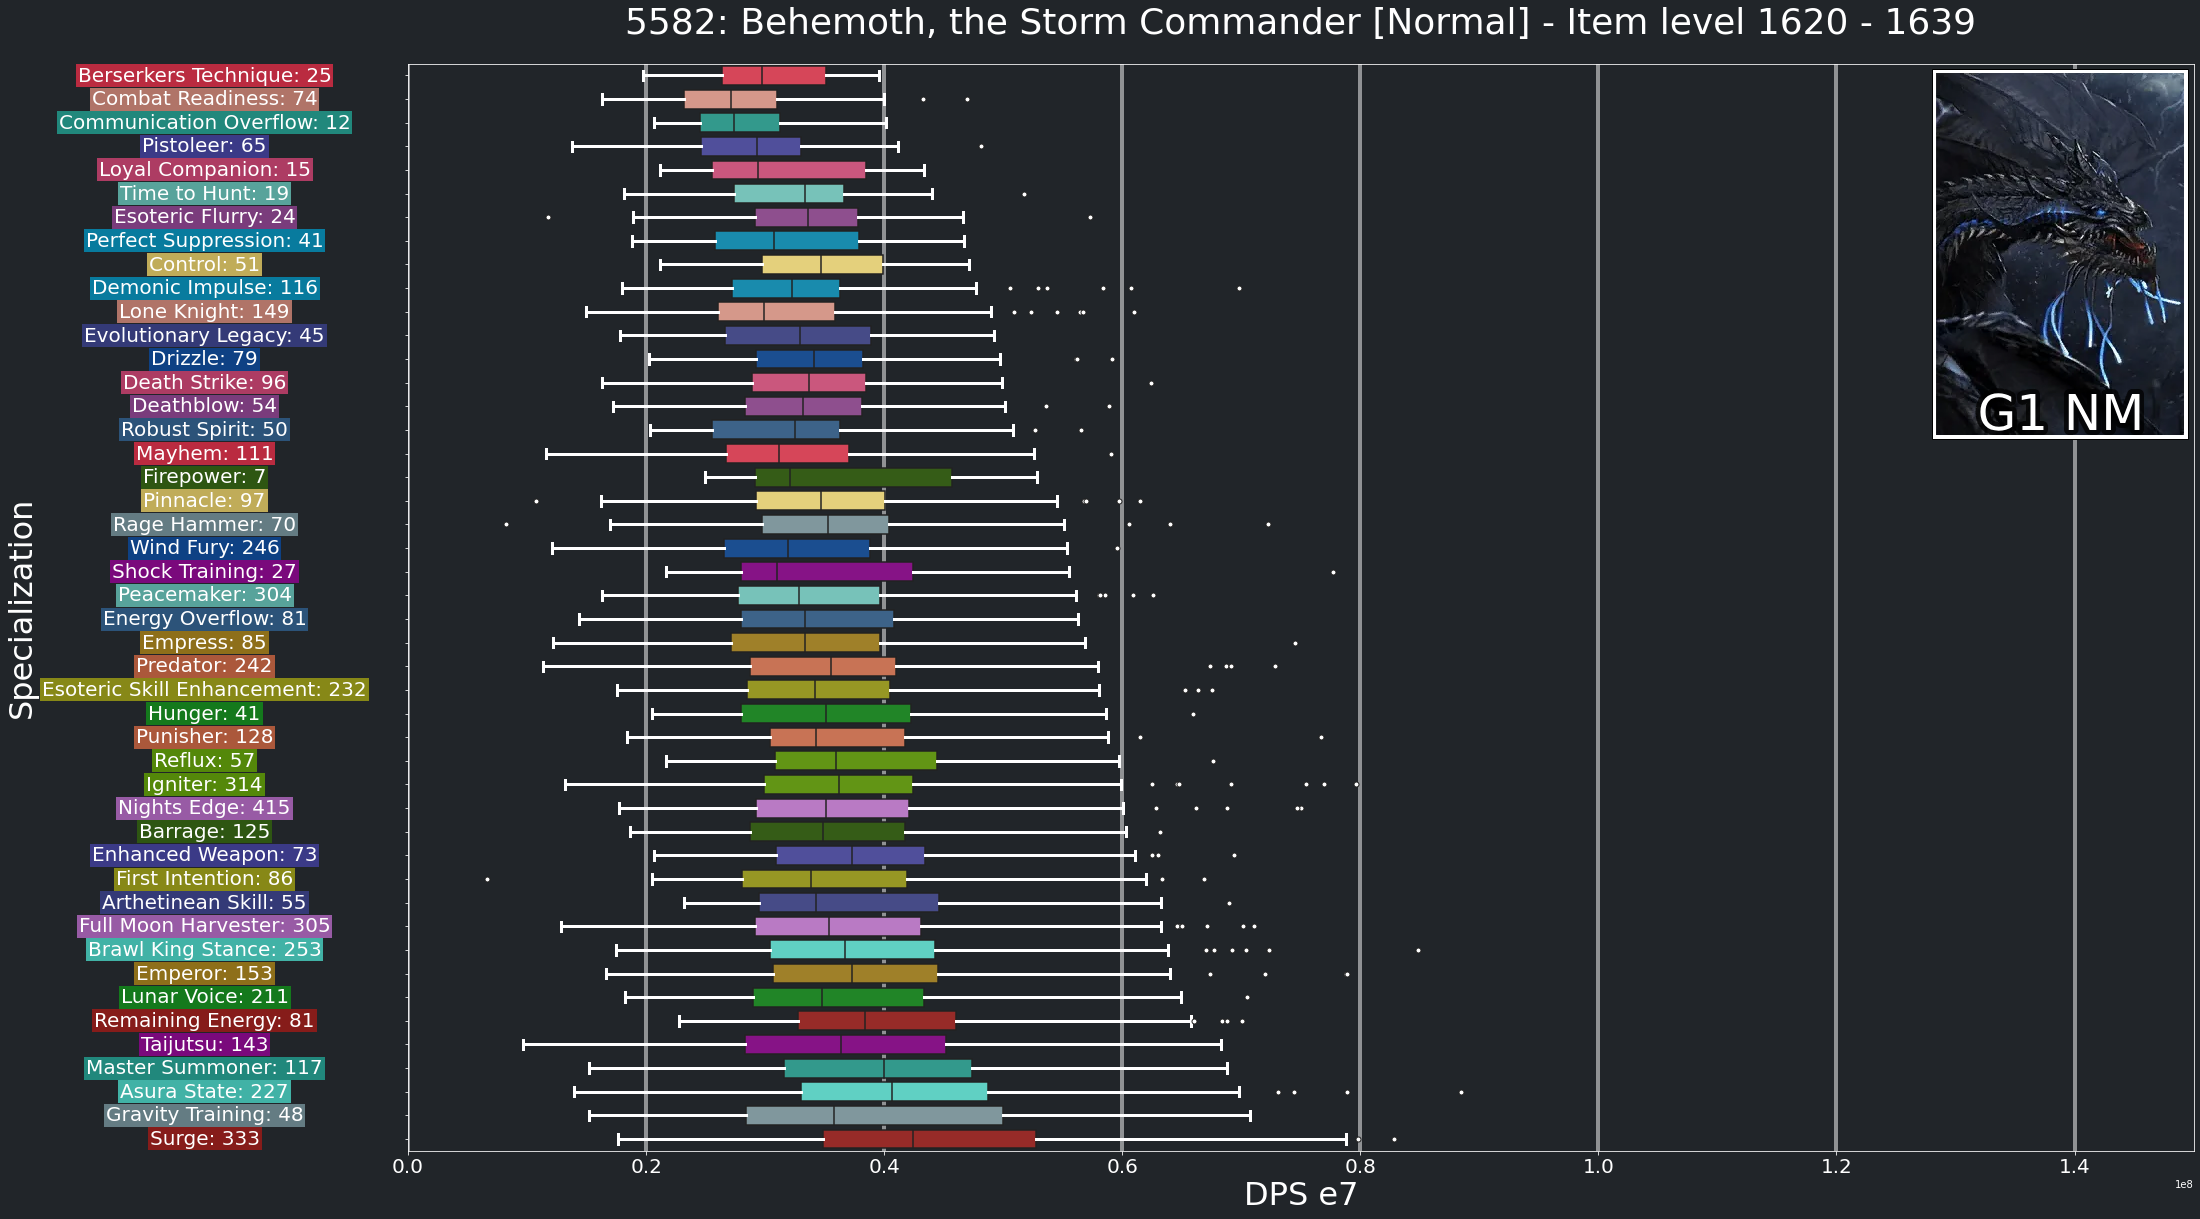 5582: Behemoth, the Storm Commander [Normal] - Item level 1620 - 1639
Berserkers Technique: 25
Combat Readiness: 74
Communication Overflow: 12
Pistoleer: 65
Loyal Companion: 15
Time to Hunt: 19
Esoteric Flurry: 24
Perfect Suppression: 41
Control: 51
Demonic Impulse: 116
Lone Knight: 149
Evolutionary Legacy: 45
Drizzle: 79
Death Strike: 96
Deathblow: 54
Robust Spirit: 50
Mayhem: 111
Firepower: 7
Pinnacle: 97
Rage Hammer: 70
Wind Fury: 246
Shock Training: 27
Peacemaker: 304
Energy Overflow: 81
Empress: 85
Predator: 242
Esoteric Skill Enhancement: 232
Hunger: 41
Punisher: 128
Reflux: 57
Igniter: 314
Nights Edge: 415
Barrage: 125
Enhanced Weapon: 73
First Intention: 86
Arthetinean Skill: 55
Full Moon Harvester: 305
Brawl King Stance: 253
Emperor: 153
Lunar Voice: 211
Remaining Energy: 81
Taijutsu: 143
Master Summoner: 117
Asura State: 227
Gravity Training: 48
Surge: 333
Specialization
G1 NM
0.0 0.2 0.4 0.6 0.8 1.0 1.2 1.4
1e8
DPS e7